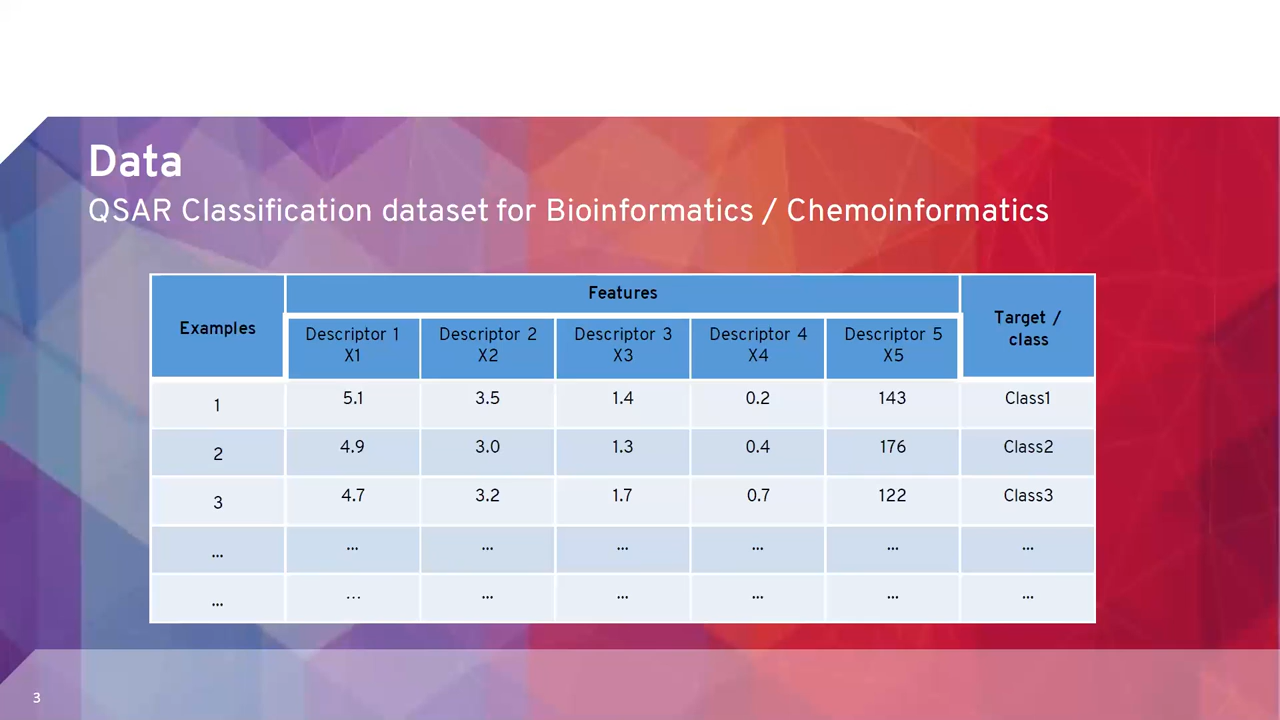 Data
QSAR Classification dataset for Bioinformatics / Chemoinformatics
Examples
Features
Target /
class
Descriptor 1
X1
Descriptor 2
X2
Descriptor 3
X3
Descriptor 4
X4
Descriptor 5
X5
1 5.1 3.5 1.4 0.2 143 Class1
2 4.9 3.0 1.3 0.4 176 Class2
3 4.7 3.2 1.7 0.7 122 Class3
... ... ... ... ... ... ...
... ... ... ... ... ... ...
3